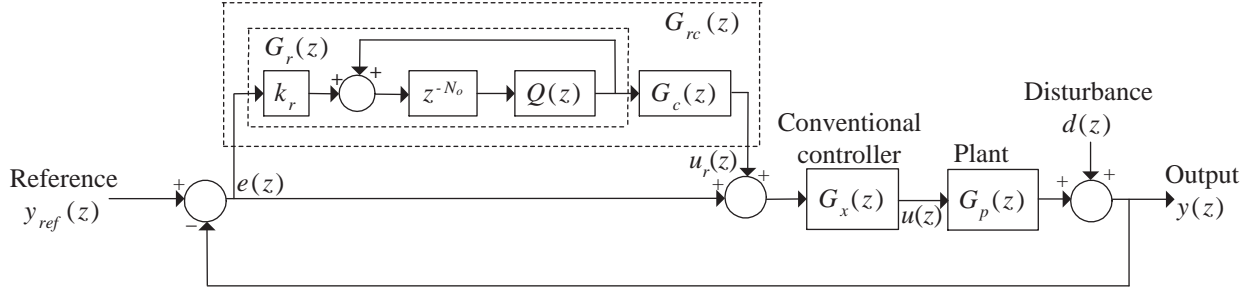 G_rc(z)
G_r(z)
k_r
+
+
z^-N_o
Q(z)
G_c(z)
Disturbance
d(z)
Conventional
controller
Plant
Reference
y_ref(z)
+
−
e(z)
u_r(z)
+
+
G_x(z)
u(z)
G_p(z)
+
+
Output
y(z)